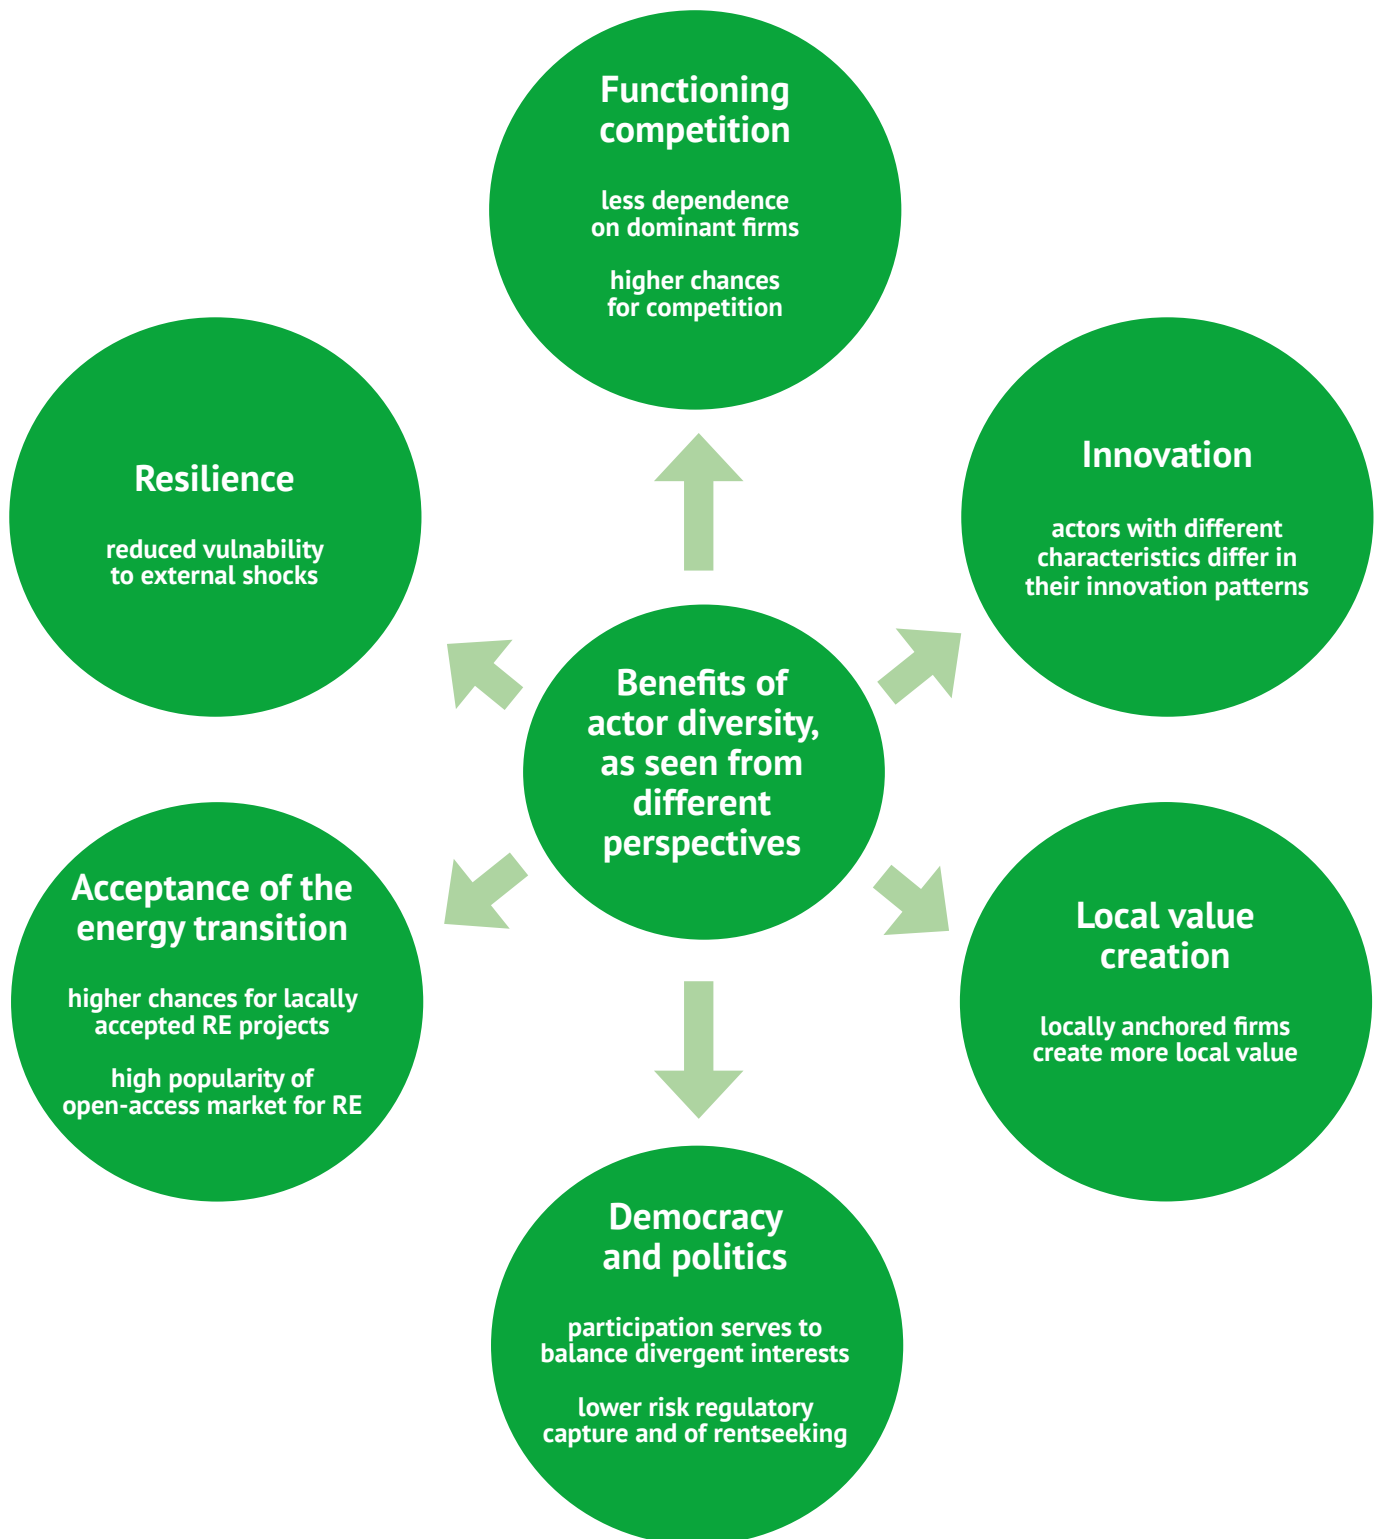 Functioning
competition
less dependence
on dominant firms
higher chances
for competition
Resilience
reduced vulnability
to external shocks
Innovation
actors with different
characteristics differ in
their innovation patterns
Benefits of
actor diversity,
as seen from
different
perspectives
Acceptance of the
energy transition
higher chances for lacally
accepted RE projects
high popularity of
open-access market for RE
Local value
creation
locally anchored firms
create more local value
Democracy
and politics
participation serves to
balance divergent interests
lower risk regulatory
capture and of rentseeking